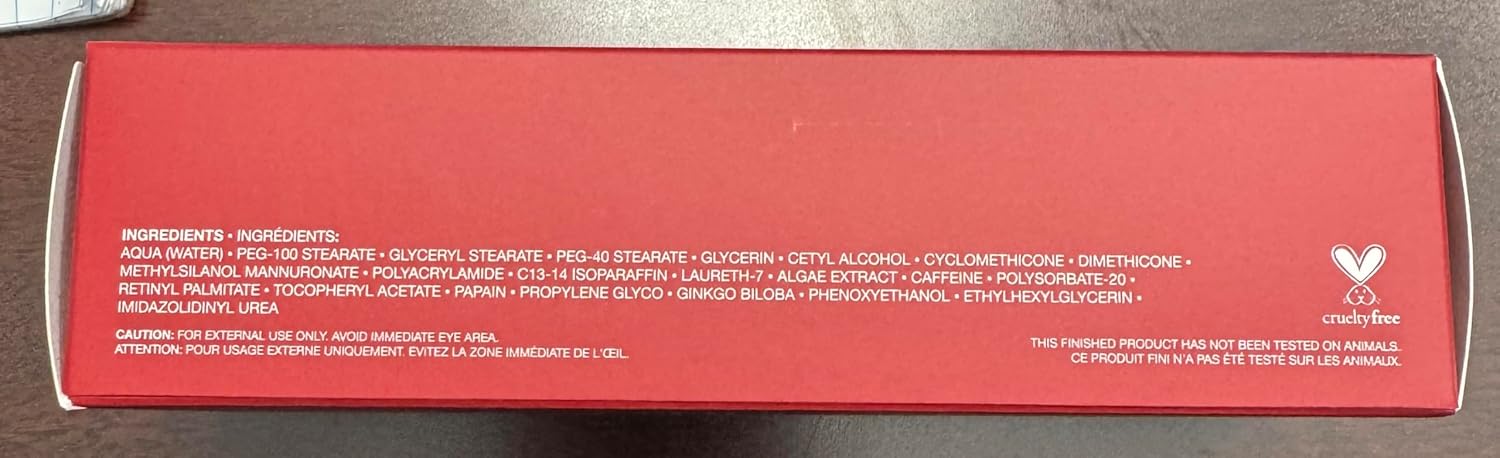 INGREDIENTS • INGRÉDIENTS:
AQUA (WATER) • PEG-100 STEARATE • GLYCERYL STEARATE • PEG-40 STEARATE • GLYCERIN • CETYL ALCOHOL • CYCLOMETHICONE • DIMETHICONE •
METHYLSILANOL MANNURONATE • POLYACRYLAMIDE • C13-14 ISOPARAFFIN • LAURETH-7 • ALGAE EXTRACT • CAFFEINE • POLYSORBATE-20 •
RETINYL PALMITATE • TOCOPHERYL ACETATE • PAPAIN • PROPYLENE GLYCO • GINKGO BILOBA • PHENOXYETHANOL • ETHYLHEXYLGLYCERIN •
IMIDAZOLIDINYL UREA
CAUTION: FOR EXTERNAL USE ONLY. AVOID IMMEDIATE EYE AREA.
ATTENTION: POUR USAGE EXTERNE UNIQUEMENT. EVITEZ LA ZONE IMMÉDIATE DE L'ŒIL.
crueltyfree
THIS FINISHED PRODUCT HAS NOT BEEN TESTED ON ANIMALS.
CE PRODUIT FINI N'A PAS ÉTÉ TESTÉ SUR LES ANIMAUX.